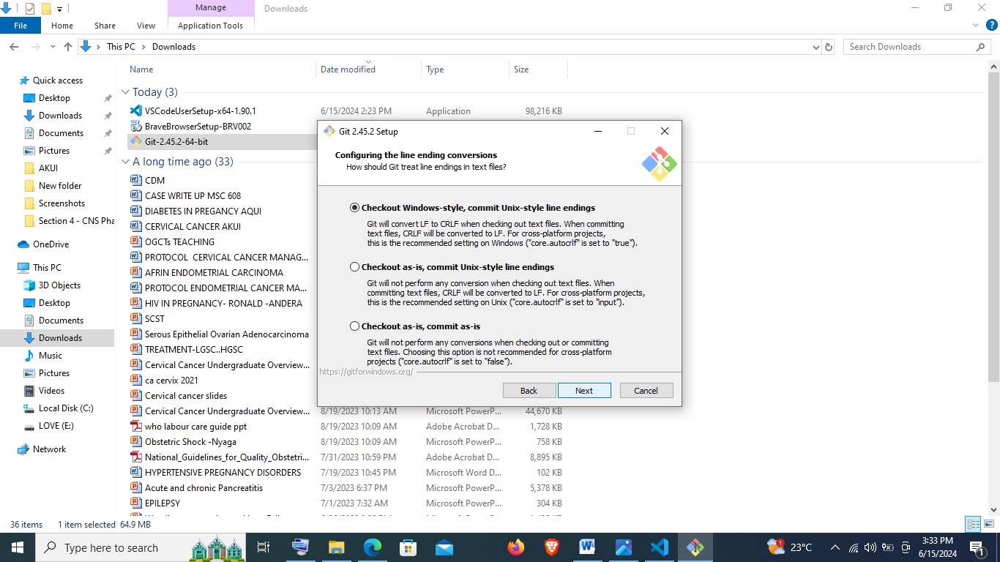 Manage
Downloads
File
Home
Share
View
Application Tools
This PC
Downloads
Search Downloads
Name
Date modified
Type
Size
Quick access
Desktop
Downloads
Documents
Pictures
AKUI
New folder
Screenshots
Section 4 - CNS Pha
OneDrive
This PC
3D Objects
Desktop
Documents
Downloads
Music
Pictures
Videos
Local Disk (C:)
LOVE (E:)
Network
Today (3)
VSCodeUserSetup-x64-1.90.1 6/15/2024 2:23 PM Application 98,216 KB
BraveBrowserSetup-BRV002
Git-2.45.2-64-bit
A long time ago (33)
CDM
CASE WRITE UP MSC 608
DIABETES IN PREGANCY AQUI
CERVICAL CANCER AKUI
OGCTs TEACHING
PROTOCOL  CERVICAL CANCER MANAG...
AFRIN ENDOMETRIAL CARCINOMA
PROTOCOL ENDOMETRIAL CANCER MA...
HIV IN PREGNANCY- RONALD -ANDERA
SCST
Serous Epithelial Ovarian Adenocarcinoma
TREATMENT-LGSC..HGSC
Cervical Cancer Undergraduate Overview...
ca cervix 2021
Cervical cancer slides
Cervical Cancer Undergraduate Overview... 8/19/2023 10:13 AM Microsoft PowerP... 44,670 KB
who labour care guide ppt 8/19/2023 10:09 AM Adobe Acrobat D... 1,728 KB
Obstetric Shock -Nyaga 8/19/2023 10:09 AM Microsoft PowerP... 758 KB
National_Guidelines_for_Quality_Obstetri... 7/31/2023 10:59 PM Adobe Acrobat D... 8,895 KB
HYPERTENSIVE PREGNANCY DISORDERS 7/19/2023 10:45 PM Microsoft Word D... 102 KB
Acute and chronic Pancreatitis 7/3/2023 6:37 PM Microsoft PowerP... 5,378 KB
EPILEPSY 7/1/2023 7:32 AM Microsoft PowerP... 304 KB
Git 2.45.2 Setup
Configuring the line ending conversions
How should Git treat line endings in text files?
Checkout Windows-style, commit Unix-style line endings
Git will convert LF to CRLF when checking out text files. When committing
text files, CRLF will be converted to LF. For cross-platform projects,
this is the recommended setting on Windows ("core.autocrlf" is set to "true").
Checkout as-is, commit Unix-style line endings
Git will not perform any conversion when checking out text files. When
committing text files, CRLF will be converted to LF. For cross-platform projects,
this is the recommended setting on Unix ("core.autocrlf" is set to "input").
Checkout as-is, commit as-is
Git will not perform any conversions when checking out or committing
text files. Choosing this option is not recommended for cross-platform
projects ("core.autocrlf" is set to "false").
https://gitforwindows.org/
Back
Next
Cancel
36 items
1 item selected  64.9 MB
Type here to search
1
23°C
3:33 PM
6/15/2024
1